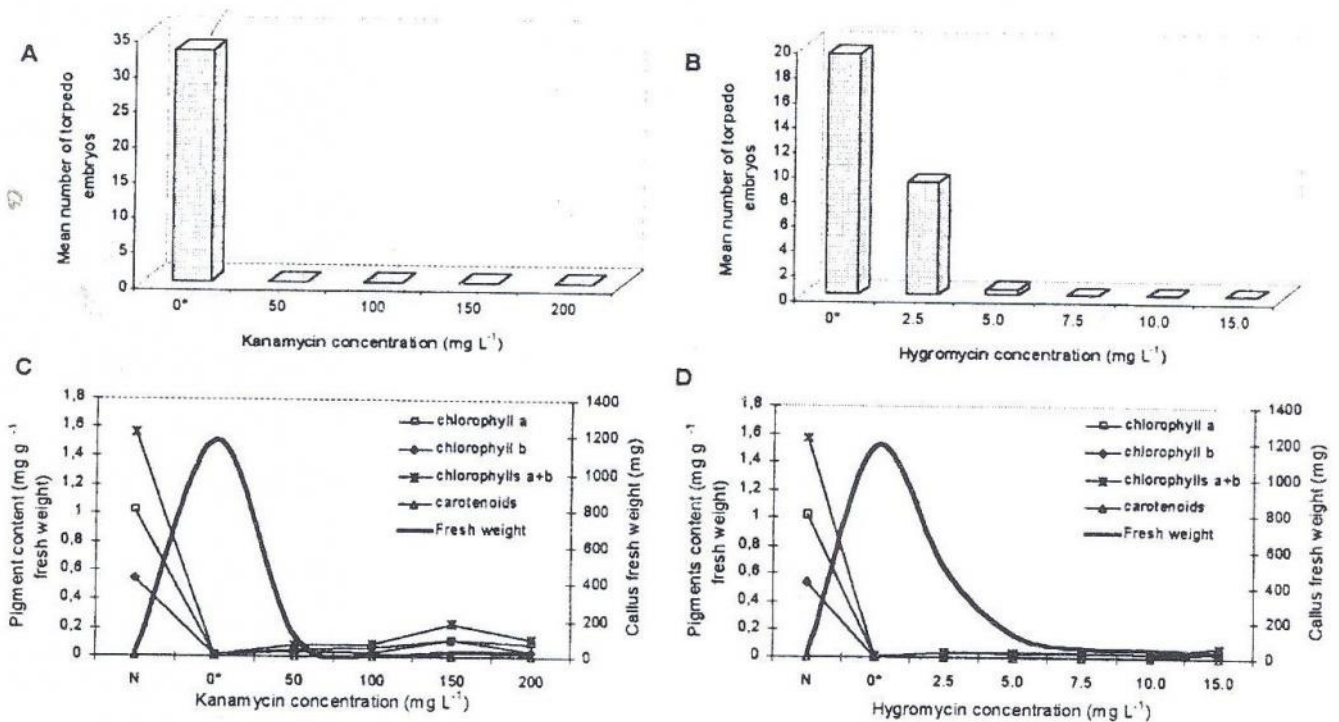 A
Mean number of torpedo
embryos
35
30
25
20
15
10
5
0
0* 50 100 150 200
Kanamycin concentration (mg L⁻¹)
B
Mean number of torpedo
embryos
20
18
16
14
12
10
8
6
4
2
0
0* 2.5 5.0 7.5 10.0 15.0
Hygromycin concentration (mg L⁻¹)
C
Pigment content (mg g⁻¹
fresh weight)
1,8
1,6
1,4
1,2
1
0,8
0,6
0,4
0,2
0
chlorophyll a
chlorophyll b
chlorophylls a+b
carotenoids
Fresh weight
1400
1200
1000
800
600
400
200
0
Callus fresh weight (mg)
N 0* 50 100 150 200
Kanamycin concentration (mg L⁻¹)
D
Pigments content (mg g⁻¹
fresh weight)
1,8
1,6
1,4
1,2
1
0,8
0,6
0,4
0,2
0
chlorophyll a
chlorophyll b
chlorophylls a+b
carotenoids
Fresh weight
1400
1200
1000
800
600
400
200
0
Callus fresh weight (mg)
N 0* 2.5 5.0 7.5 10.0 15.0
Hygromycin concentration (mg L⁻¹)